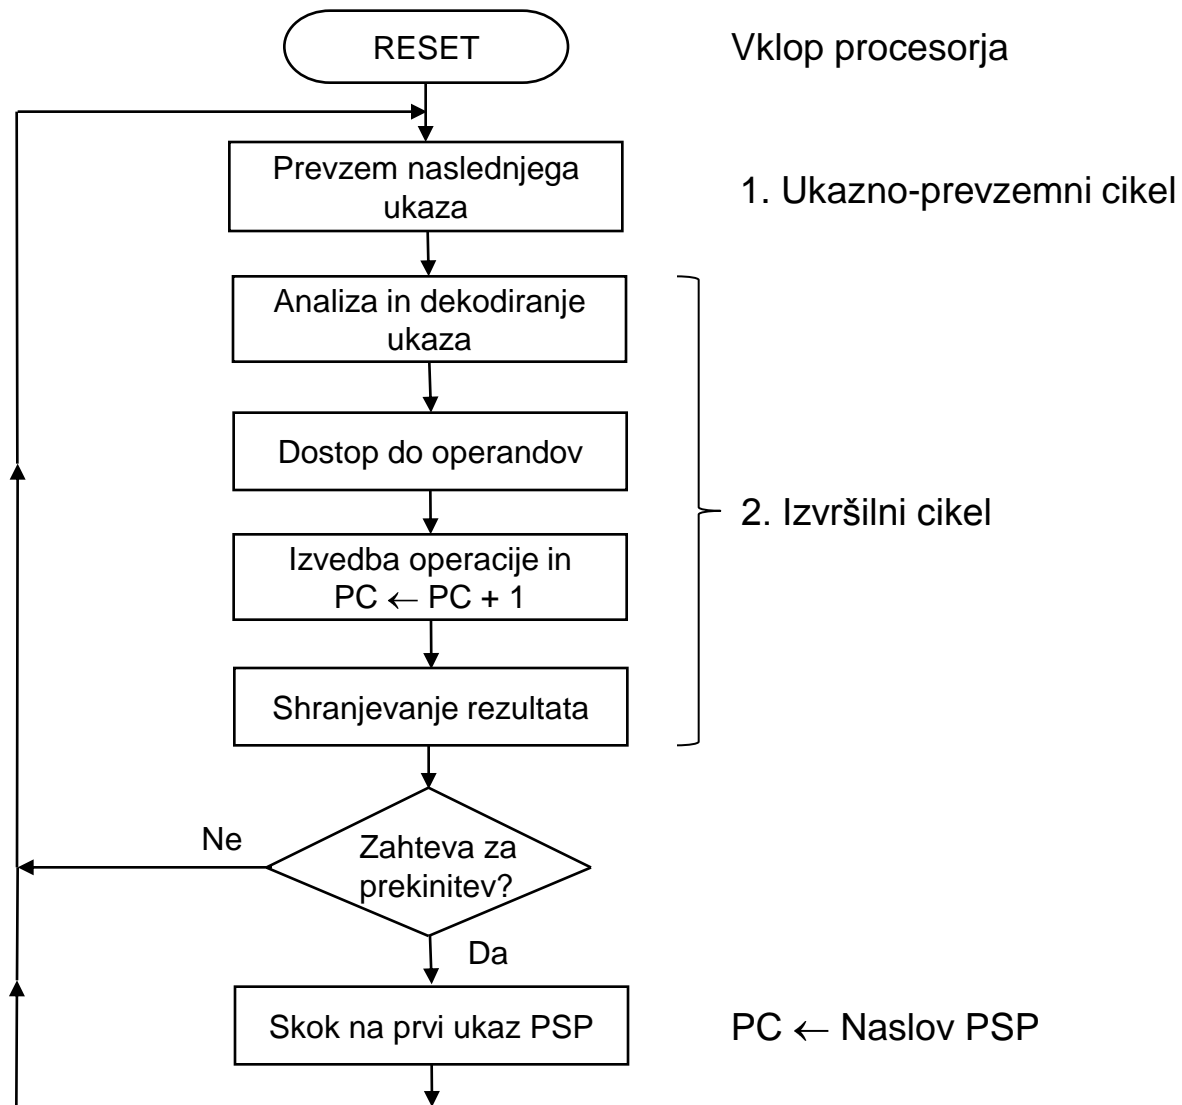 RESET
Vklop procesorja
Prevzem naslednjega
ukaza
1. Ukazno-prevzemni cikel
Analiza in dekodiranje
ukaza
Dostop do operandov
2. Izvršilni cikel
Izvedba operacije in
PC ← PC + 1
Shranjevanje rezultata
Ne
Zahteva za
prekinitev?
Da
Skok na prvi ukaz PSP
PC ← Naslov PSP